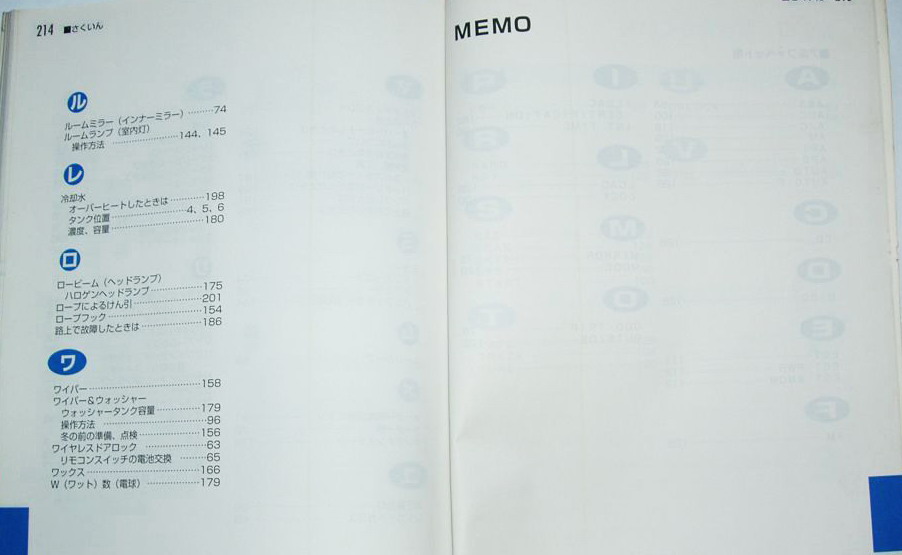 214 ■さくいん
ル
ルームミラー（インナーミラー）………74
ルームランプ（室内灯）
操作方法 ……………………144、145
レ
冷却水
オーバーヒートしたときは…………198
タンク位置………………………4、5、6
濃度、容量……………………………180
ロ
ロービーム（ヘッドランプ）
ハロゲンヘッドランプ………………175
ロープによるけん引……………………201
ロープフック……………………………154
路上で故障したときは…………………186
ワ
ワイパー…………………………………158
ワイパー&ウォッシャー
ウォッシャータンク容量……………179
操作方法 ………………………………96
冬の前の準備、点検…………………156
ワイヤレスドアロック …………………63
リモコンスイッチの電池交換 ………65
ワックス…………………………………166
W（ワット）数（電球）………………179
MEMO